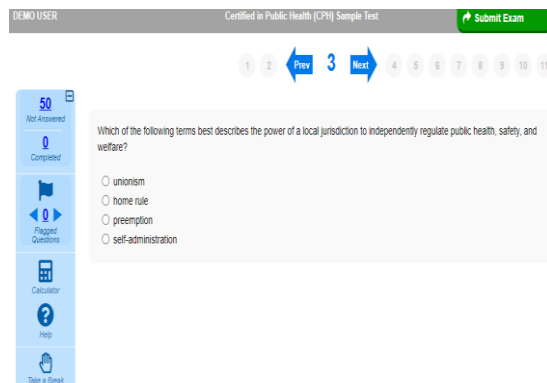 DEMO USER
Certified in Public Health (CPH) Sample Test
Submit Exam
1 2 Prev 3 Next 4 5 6 7 8 9 10 11
50
Not Answered
0
Completed
0
Flagged
Questions
Calculator
Help
Take a Break
Which of the following terms best describes the power of a local jurisdiction to independently regulate public health, safety, and
welfare?
unionism
home rule
preemption
self-administration